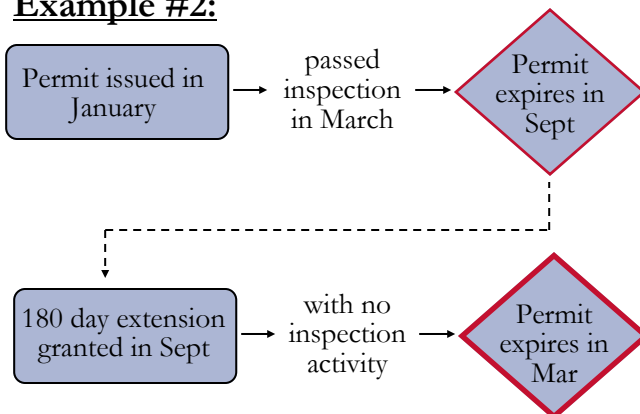 Example #2:
Permit issued in
January
passed
inspection
in March
Permit
expires in
Sept
180 day extension
granted in Sept
with no
inspection
activity
Permit
expires in
Mar